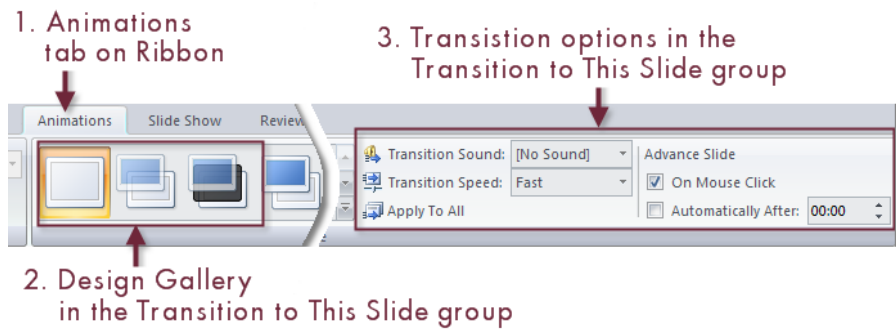 1. Animations
tab on Ribbon
3. Transistion options in the
Transition to This Slide group
Animations Slide Show Review
Transition Sound: [No Sound] Advance Slide
Transition Speed: Fast On Mouse Click
Apply To All Automatically After: 00:00
2. Design Gallery
in the Transition to This Slide group